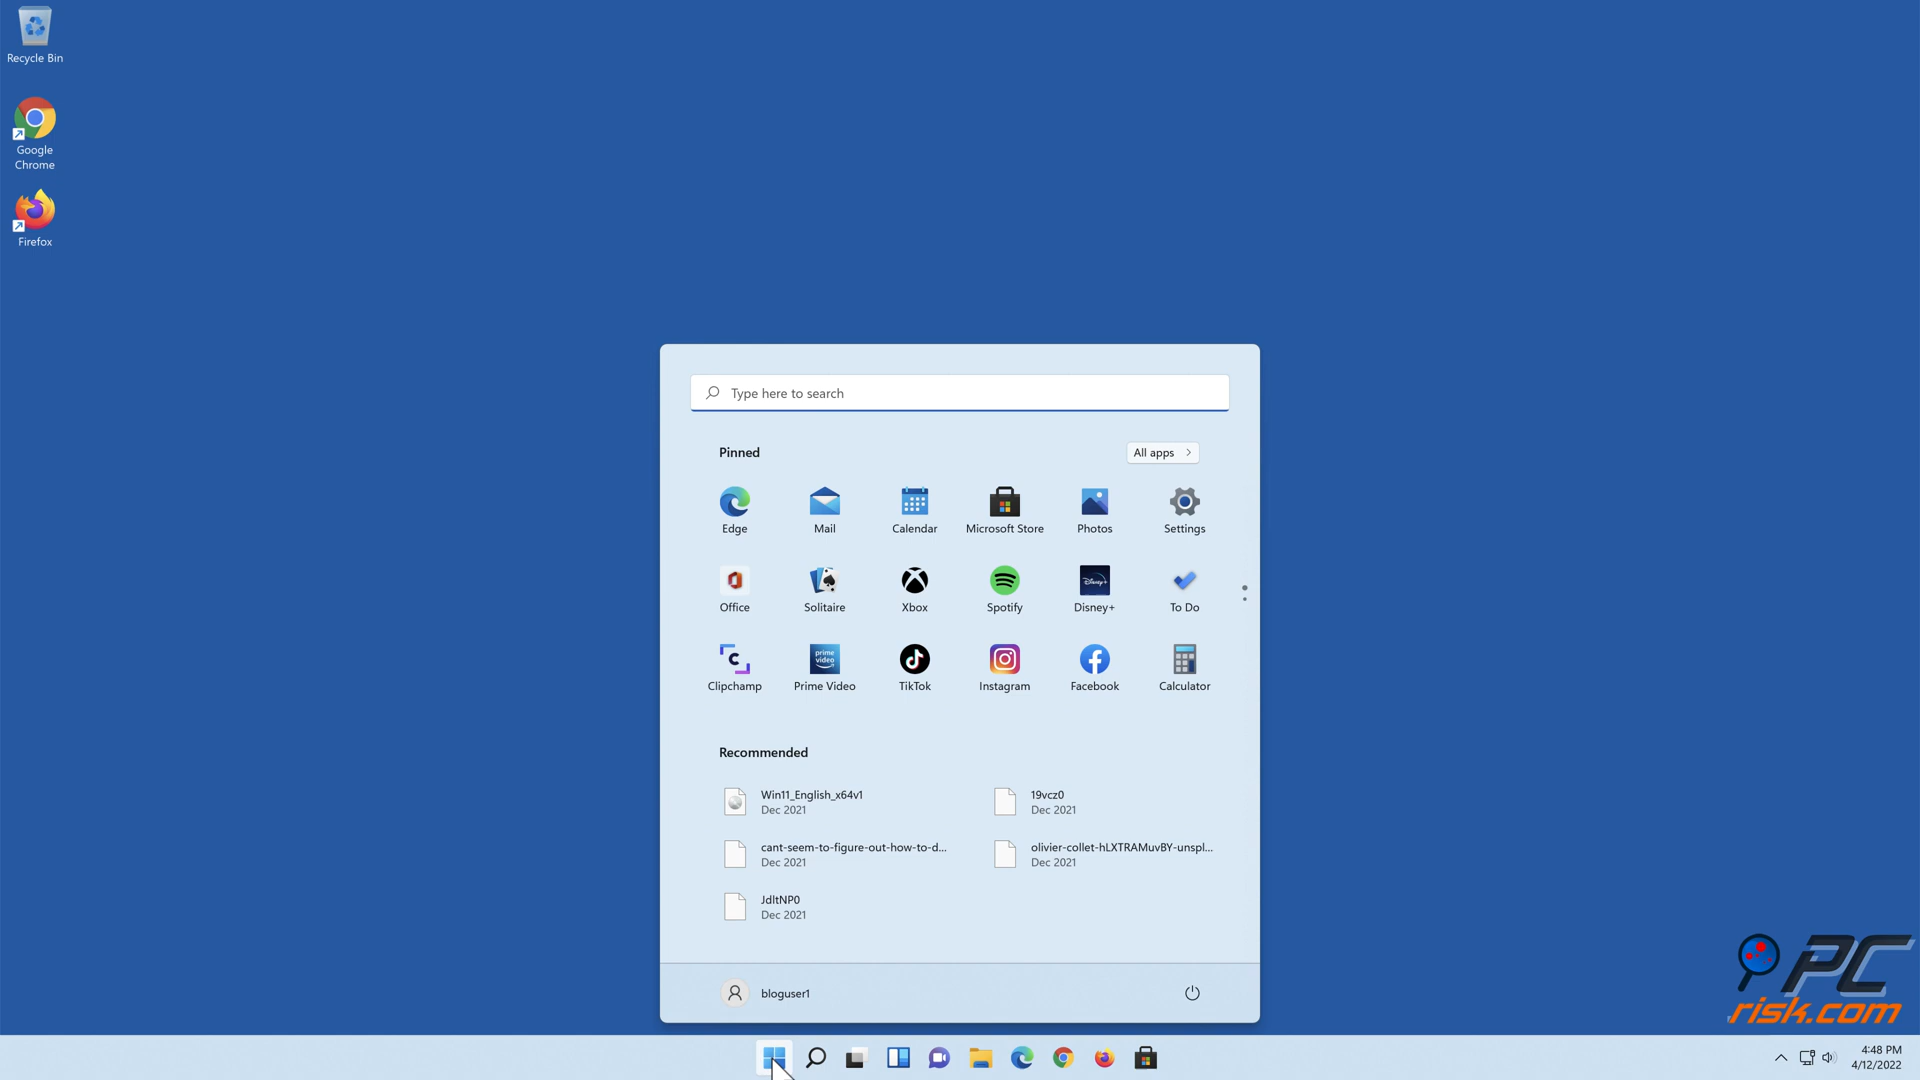 Recycle Bin
Google
Chrome
Firefox
Type here to search
Pinned
All apps
Edge
Mail
Calendar
Microsoft Store
Photos
Settings
Office
Solitaire
Xbox
Spotify
Disney+
Disney+
To Do
prime
video
Clipchamp
Prime Video
TikTok
Instagram
Facebook
Calculator
Recommended
Win11_English_x64v1
Dec 2021
19vcz0
Dec 2021
cant-seem-to-figure-out-how-to-d...
Dec 2021
olivier-collet-hLXTRAMuvBY-unspl...
Dec 2021
JdltNP0
Dec 2021
bloguser1
PC
risk.com
4:48 PM
4/12/2022